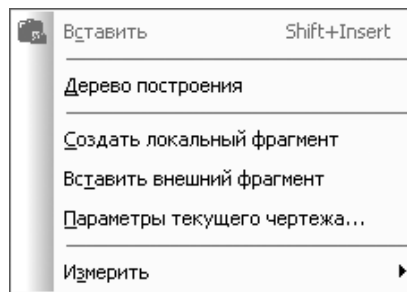 Вставить Shift+Insert
Дерево построения
Создать локальный фрагмент
Вставить внешний фрагмент
Параметры текущего чертежа...
Измерить